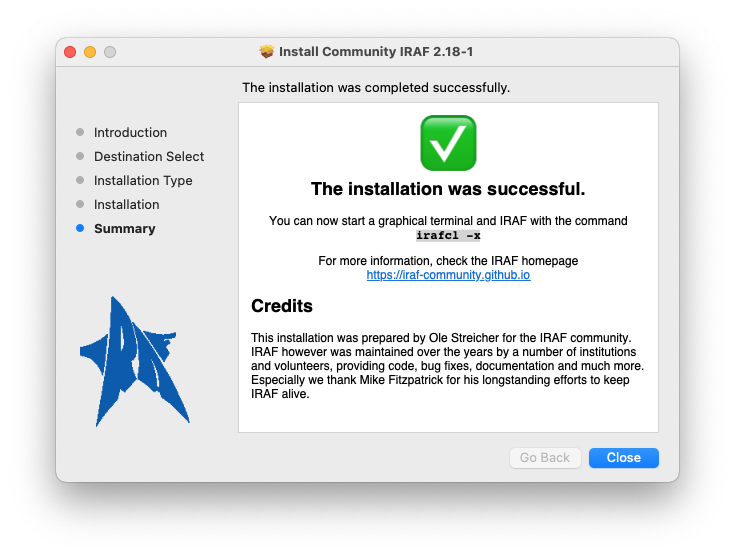 Install Community IRAF 2.18-1
The installation was completed successfully.
Introduction
Destination Select
Installation Type
Installation
Summary
The installation was successful.
You can now start a graphical terminal and IRAF with the command
irafcl -x
For more information, check the IRAF homepage
https://iraf-community.github.io
Credits
This installation was prepared by Ole Streicher for the IRAF community.
IRAF however was maintained over the years by a number of institutions
and volunteers, providing code, bug fixes, documentation and much more.
Especially we thank Mike Fitzpatrick for his longstanding efforts to keep
IRAF alive.
IRAF
Go Back
Close